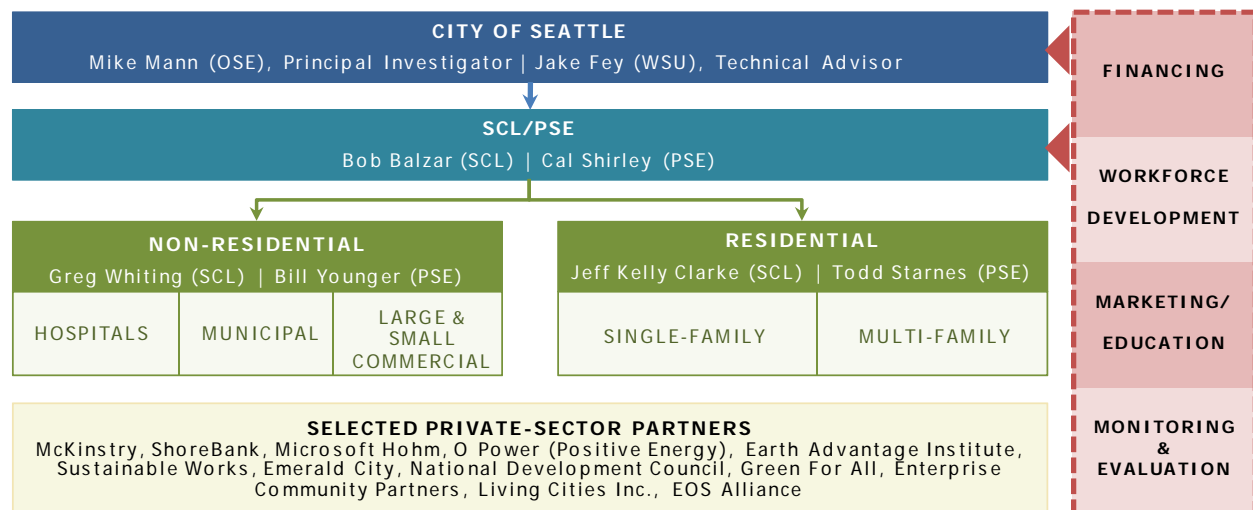 CITY OF SEATTLE
Mike Mann (OSE), Principal Investigator | Jake Fey (WSU), Technical Advisor
SCL/PSE
Bob Balzar (SCL) | Cal Shirley (PSE)
NON-RESIDENTIAL
Greg Whiting (SCL) | Bill Younger (PSE)
HOSPITALS
MUNICIPAL
LARGE &
SMALL
COMMERCIAL
RESIDENTIAL
Jeff Kelly Clarke (SCL) | Todd Starnes (PSE)
SINGLE-FAMILY
MULTI-FAMILY
SELECTED PRIVATE-SECTOR PARTNERS
McKinstry, ShoreBank, Microsoft Hohm, O Power (Positive Energy), Earth Advantage Institute,
Sustainable Works, Emerald City, National Development Council, Green For All, Enterprise
Community Partners, Living Cities Inc., EOS Alliance
FINANCING
WORKFORCE
DEVELOPMENT
MARKETING/
EDUCATION
MONITORING
&
EVALUATION